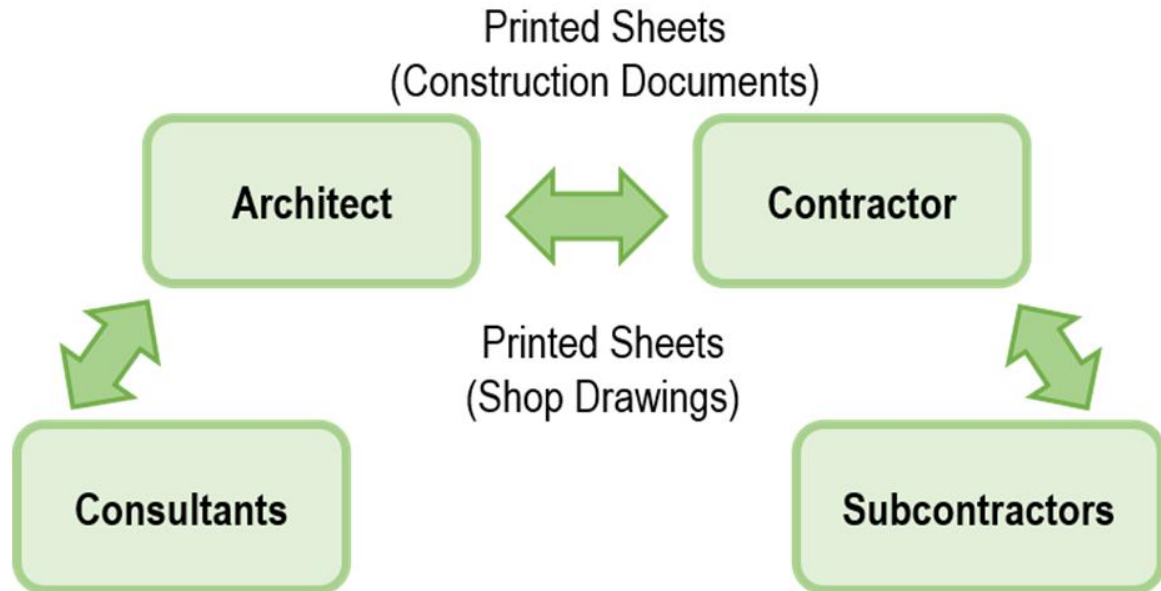 Printed Sheets
(Construction Documents)
Architect
Contractor
Printed Sheets
(Shop Drawings)
Consultants
Subcontractors